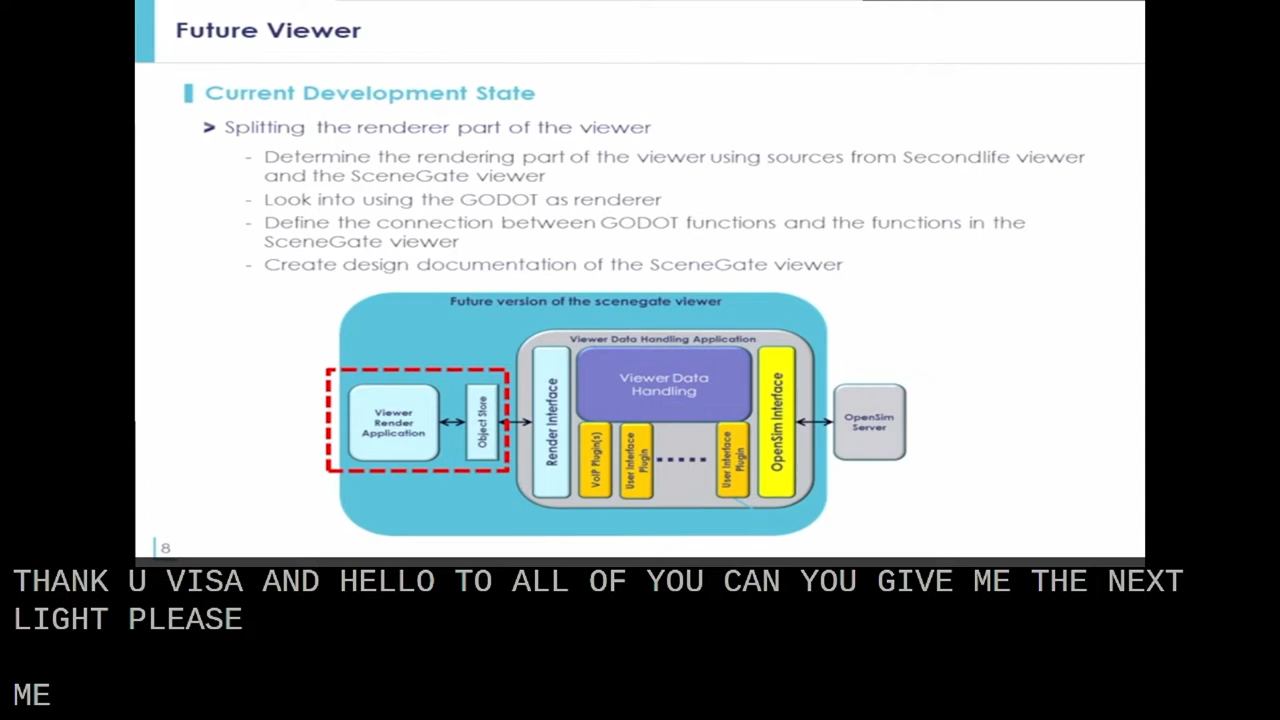 Future Viewer
Current Development State
> Splitting the renderer part of the viewer
- Determine the rendering part of the viewer using sources from Secondlife viewer
and the SceneGate viewer
- Look into using the GODOT as renderer
- Define the connection between GODOT functions and the functions in the
SceneGate viewer
- Create design documentation of the SceneGate viewer
Future version of the scenegate viewer
Viewer Data Handling Application
Viewer
Render
Application
Object Store
Render Interface
Viewer Data
Handling
VoIP Plugin(s)
User Interface
Plugin
User Interface
Plugin
OpenSim Interface
OpenSim
Server
8
THANK U VISA AND HELLO TO ALL OF YOU CAN YOU GIVE ME THE NEXT
LIGHT PLEASE
ME